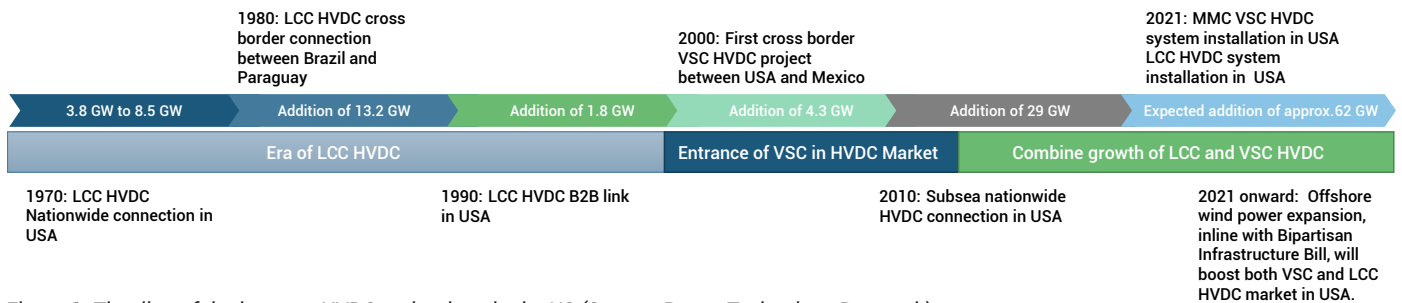 1980: LCC HVDC cross
border connection
between Brazil and
Paraguay
2000: First cross border
VSC HVDC project
between USA and Mexico
2021: MMC VSC HVDC
system installation in USA
LCC HVDC system
installation in USA
3.8 GW to 8.5 GW
Addition of 13.2 GW
Addition of 1.8 GW
Addition of 4.3 GW
Addition of 29 GW
Expected addition of approx.62 GW
Era of LCC HVDC
Entrance of VSC in HVDC Market
Combine growth of LCC and VSC HVDC
1970: LCC HVDC
Nationwide connection in
USA
1990: LCC HVDC B2B link
in USA
2010: Subsea nationwide
HVDC connection in USA
2021 onward: Offshore
wind power expansion,
inline with Bipartisan
Infrastructure Bill, will
boost both VSC and LCC
HVDC market in USA.